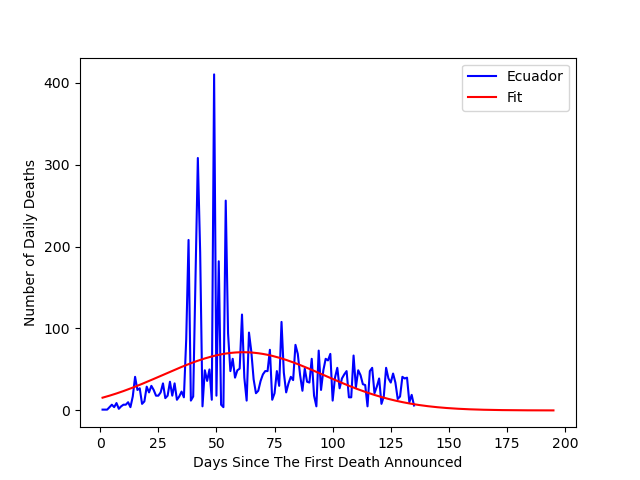 Ecuador
Fit
400
300
200
100
0
Number of Daily Deaths
0 25 50 75 100 125 150 175 200
Days Since The First Death Announced